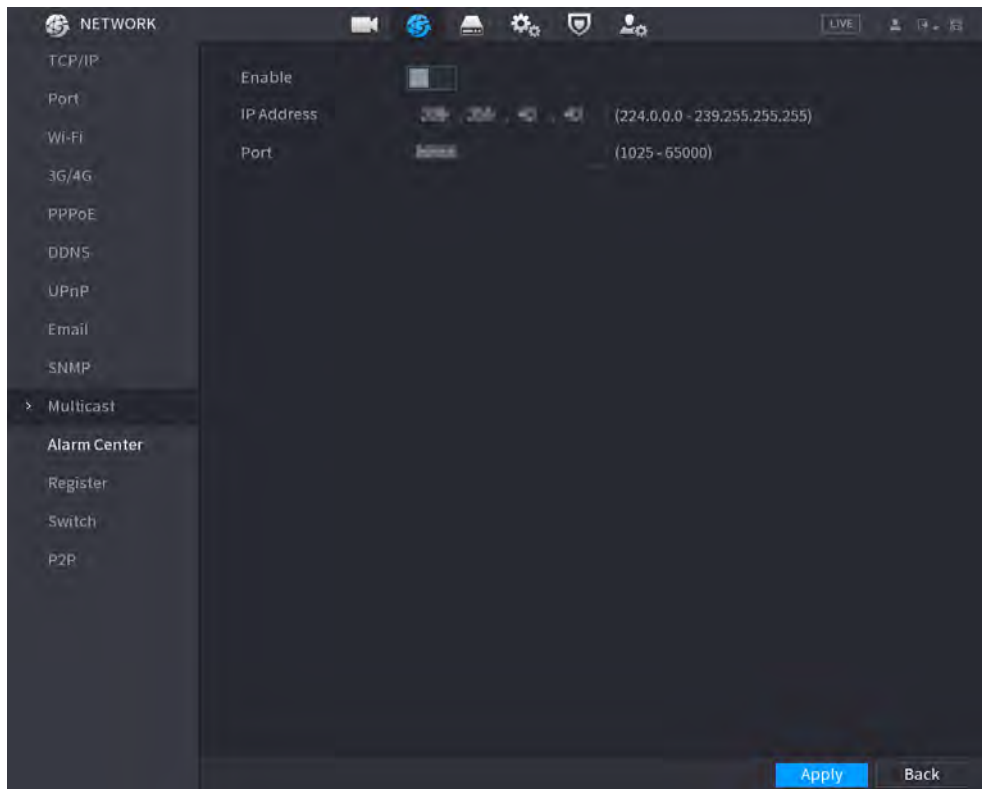 NETWORK
LIVE
TCP/IP
Port
Wi-Fi
3G/4G
PPPoE
DDNS
UPnP
Email
SNMP
> Multicast
Alarm Center
Register
Switch
P2P
Enable
IP Address (224.0.0.0 - 239.255.255.255)
Port (1025 - 65000)
Apply Back